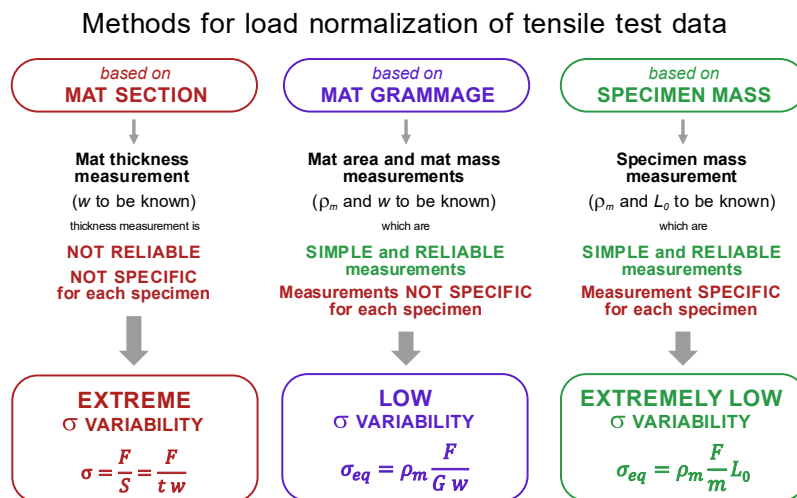 Methods for load normalization of tensile test data
based on
MAT SECTION
Mat thickness
measurement
(w to be known)
thickness measurement is
NOT RELIABLE
NOT SPECIFIC
for each specimen
EXTREME
σ VARIABILITY
σ = F/S = F/(t w)
based on
MAT GRAMMAGE
Mat area and mat mass
measurements
(ρm and w to be known)
which are
SIMPLE and RELIABLE
measurements
Measurements NOT SPECIFIC
for each specimen
LOW
σ VARIABILITY
σeq = ρm F/(G w)
based on
SPECIMEN MASS
Specimen mass
measurement
(ρm and L0 to be known)
which are
SIMPLE and RELIABLE
measurements
Measurement SPECIFIC
for each specimen
EXTREMELY LOW
σ VARIABILITY
σeq = ρm F/m L0